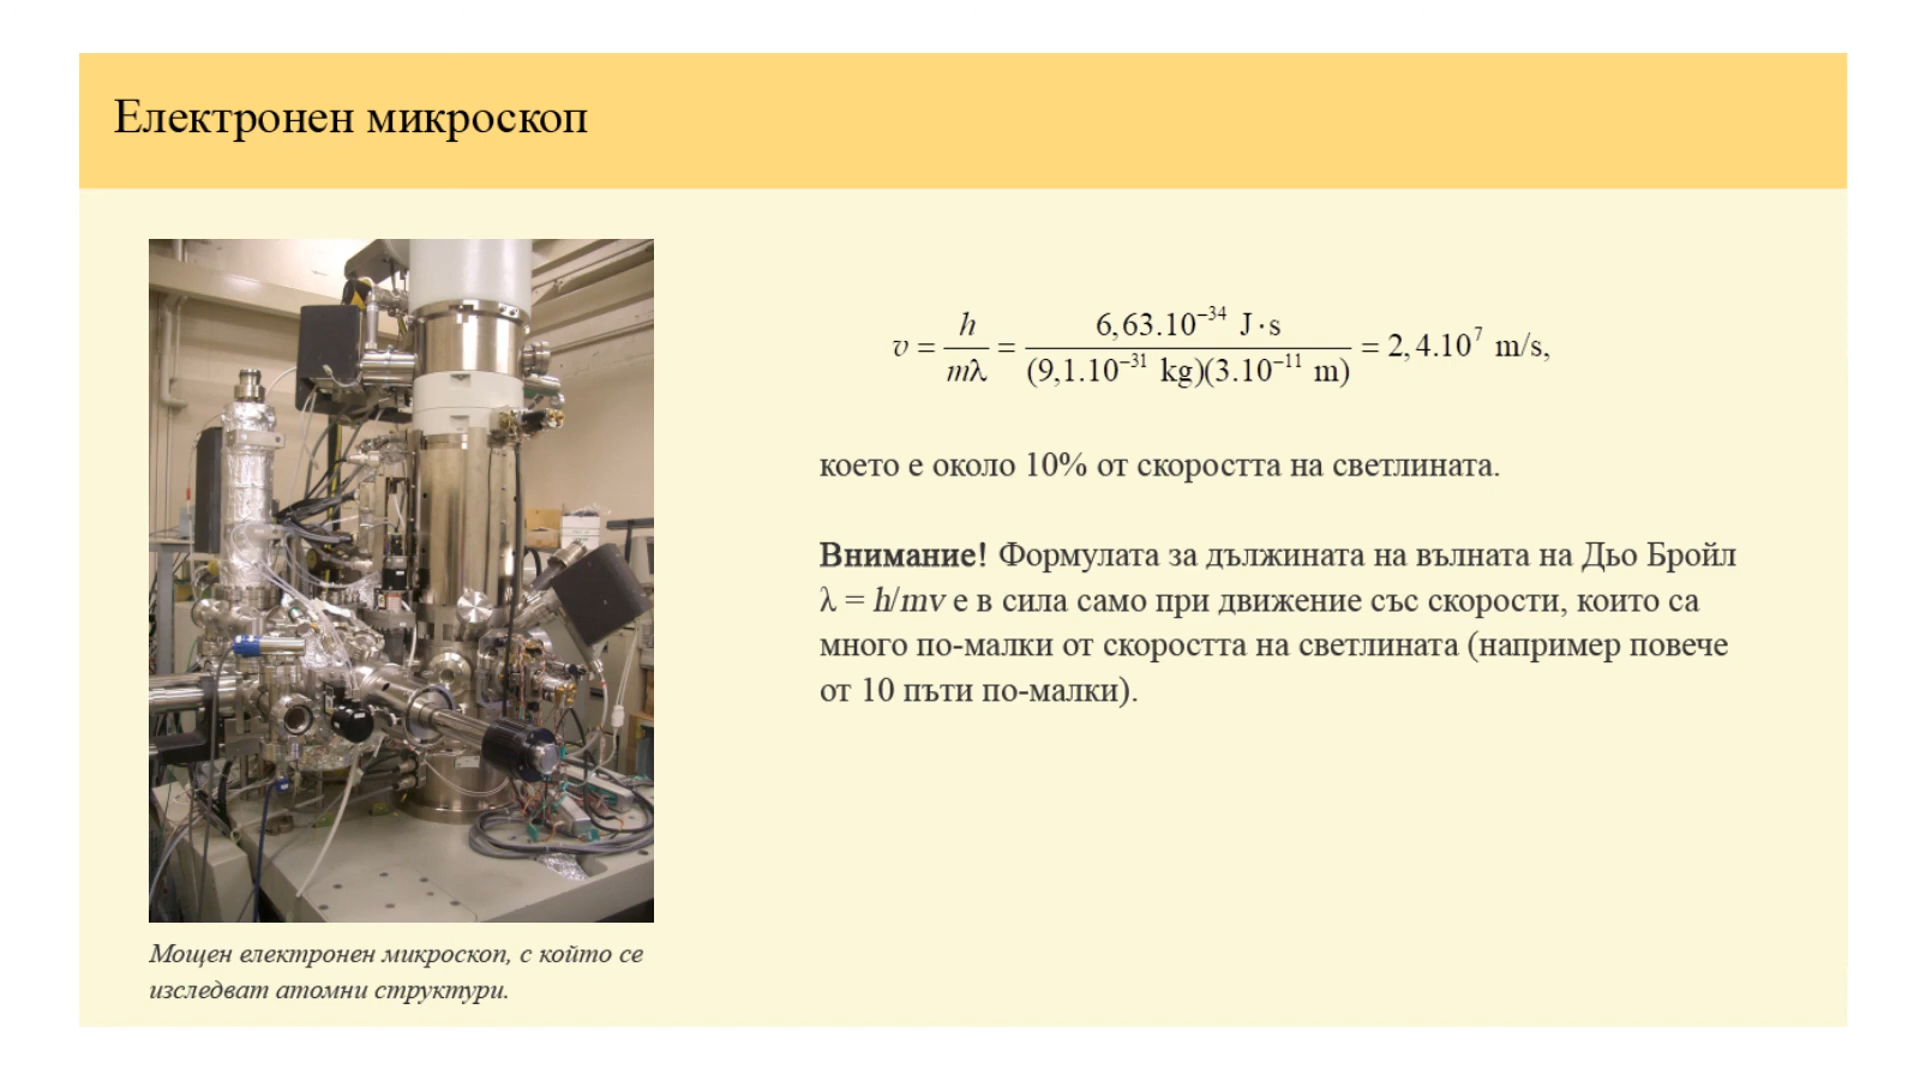 Електронен микроскоп
v = h/mλ = 6,63.10⁻³⁴ J·s / (9,1.10⁻³¹ kg)(3.10⁻¹¹ m) = 2,4.10⁷ m/s,
което е около 10% от скоростта на светлината.
Внимание! Формулата за дължината на вълната на Дьо Бройл
λ = h/mv е в сила само при движение със скорости, които са
много по-малки от скоростта на светлината (например повече
от 10 пъти по-малки).
Мощен електронен микроскоп, с който се
изследват атомни структури.